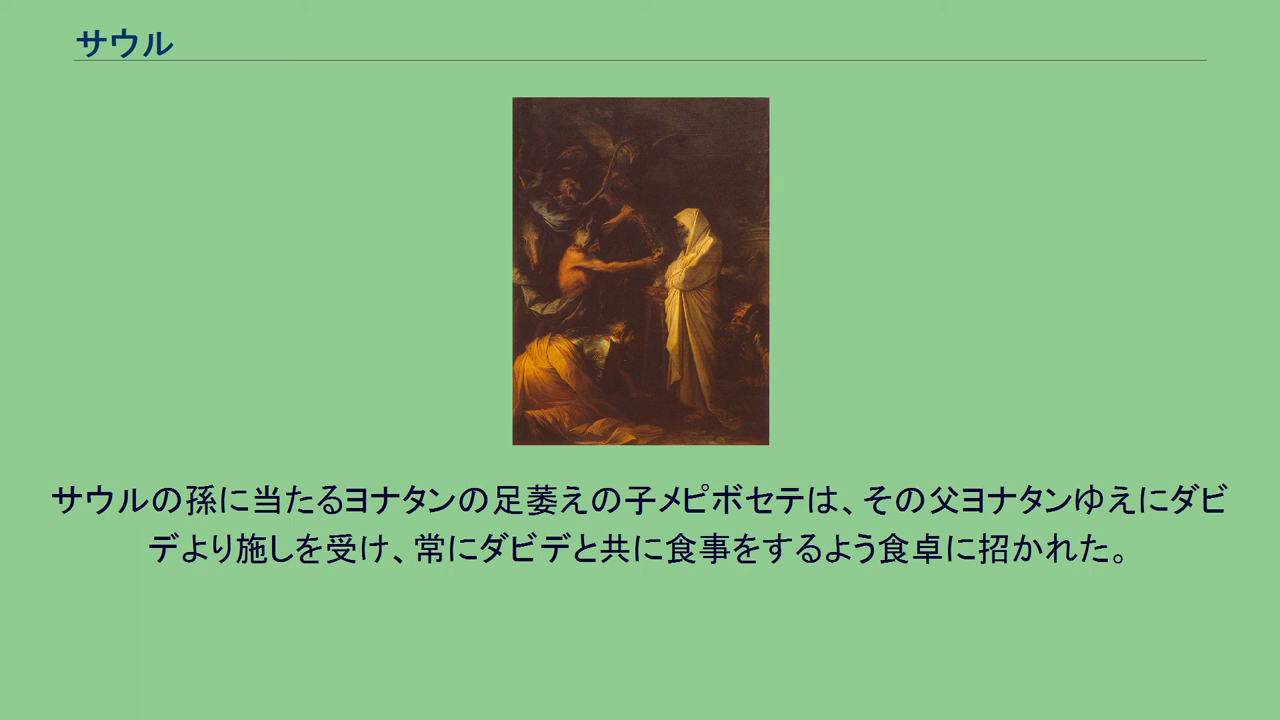 サウル
サウルの孫に当たるヨナタンの足萎えの子メピボセテは、その父ヨナタンゆえにダビ
デより施しを受け、常にダビデと共に食事をするよう食卓に招かれた。